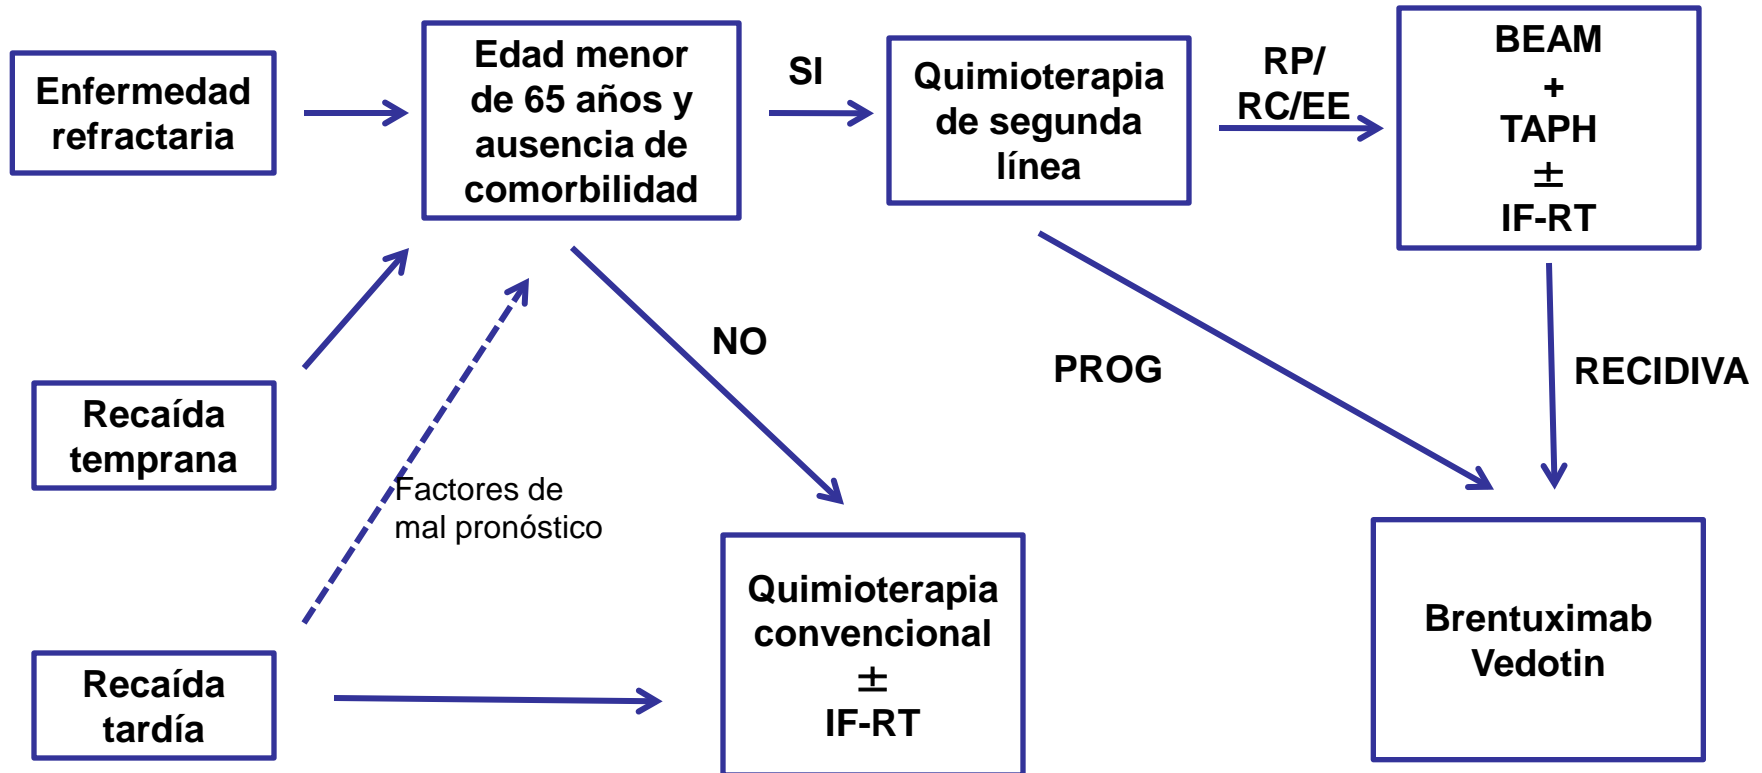 Enfermedad
refractaria
Edad menor
de 65 años y
ausencia de
comorbilidad
SI
Quimioterapia
de segunda
línea
RP/
RC/EE
BEAM
+
TAPH
±
IF-RT
NO
PROG
RECIDIVA
Recaída
temprana
Factores de
mal pronóstico
Recaída
tardía
Quimioterapia
convencional
±
IF-RT
Brentuximab
Vedotin